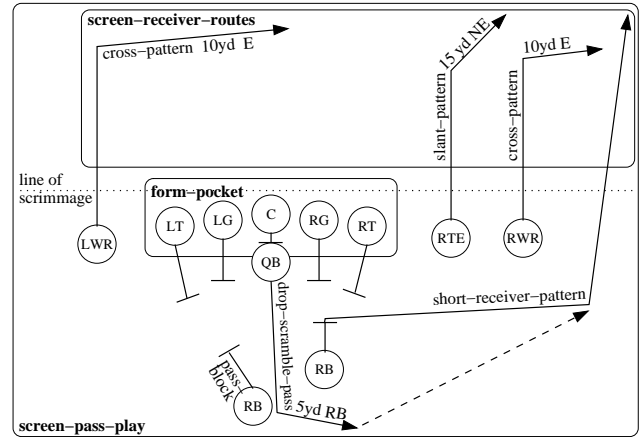 screen-receiver-routes
cross-pattern 10yd E
15 yd NE
slant-pattern
10yd E
cross-pattern
line of
scrimmage
form-pocket
LWR
LT
LG
C
RG
RT
QB
RTE
RWR
drop-scramble-pass
short-receiver-pattern
pass-
block
RB
RB
5yd RB
screen-pass-play